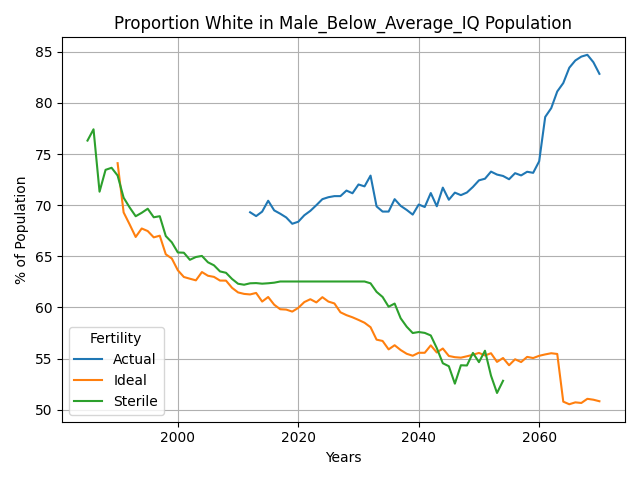 Proportion White in Male_Below_Average_IQ Population
% of Population
85
80
75
70
65
60
55
50
Fertility
Actual
Ideal
Sterile
2000
2020
2040
2060
Years